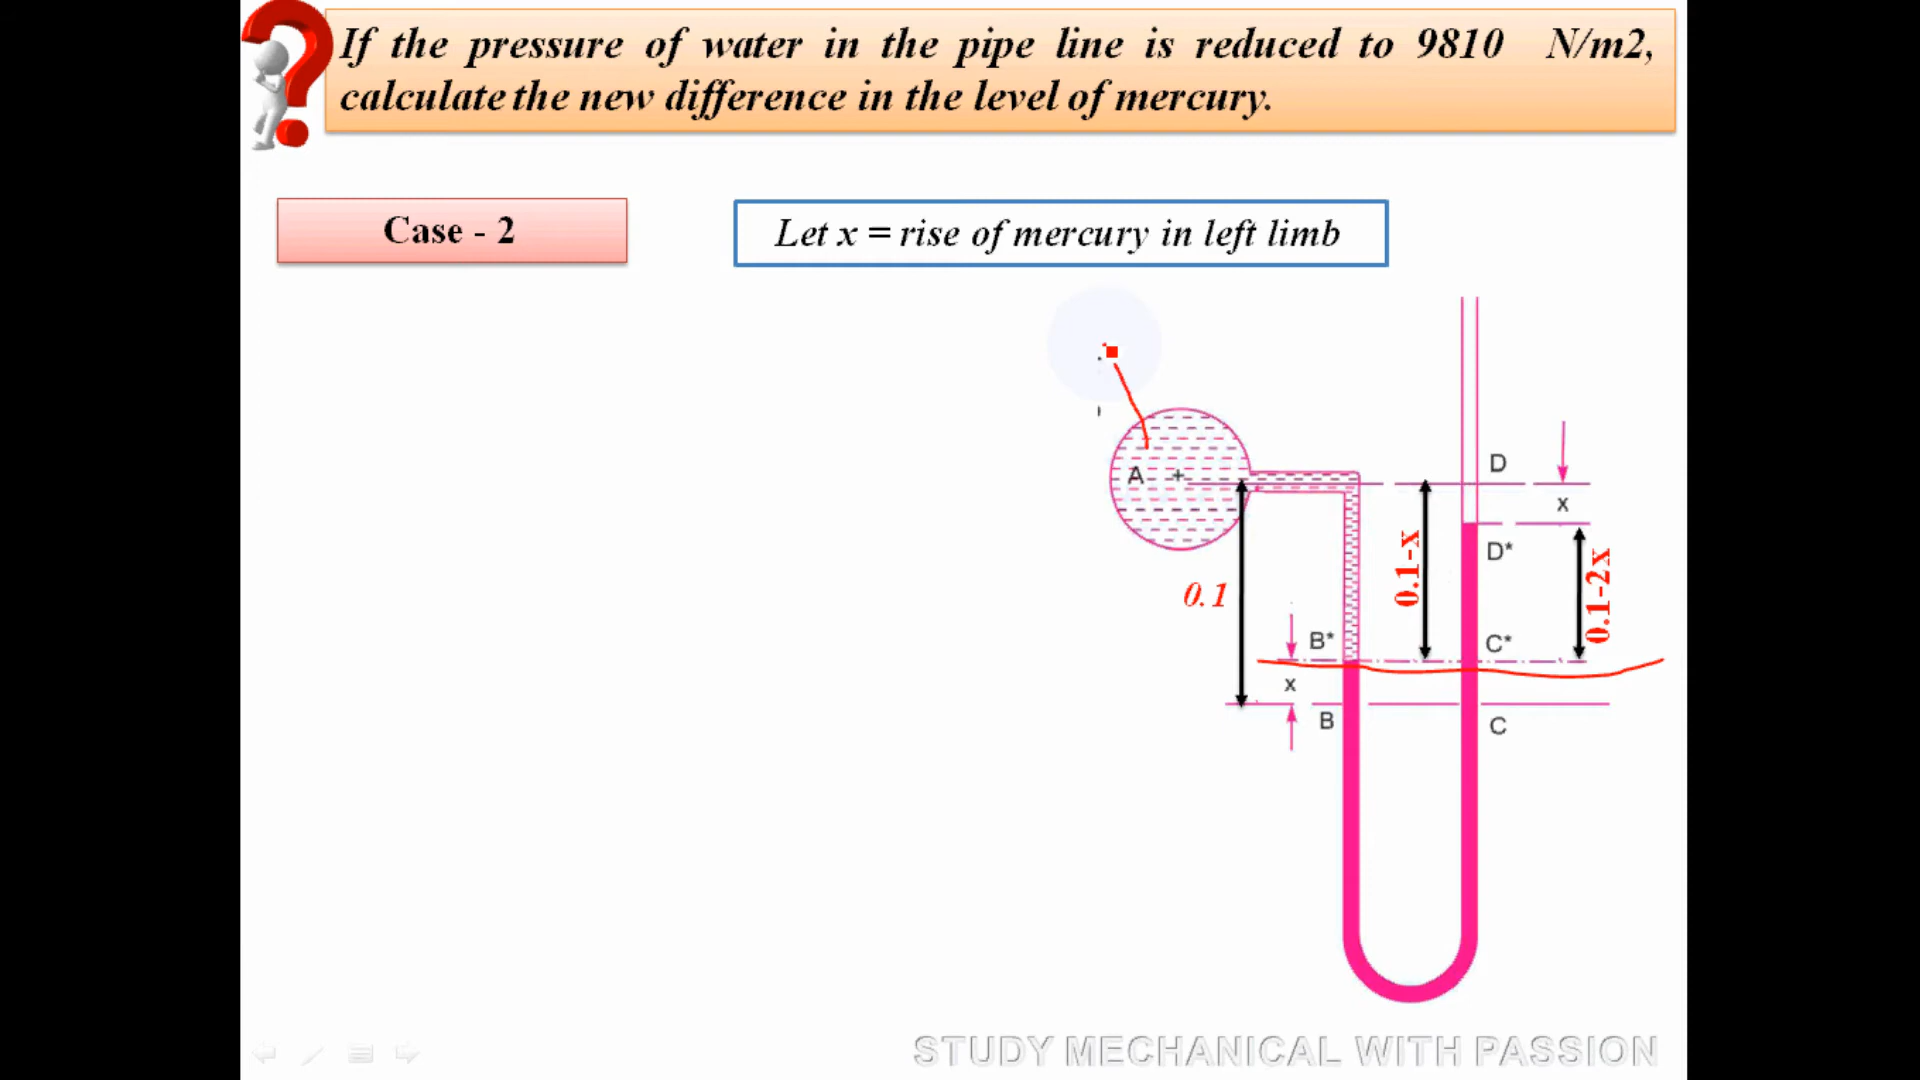 If the pressure of water in the pipe line is reduced to 9810 N/m2,
calculate the new difference in the level of mercury.
Case - 2
Let x = rise of mercury in left limb
D
x
A
D*
0.1-x
0.1-2x
0.1
B*
C*
x
B
C
STUDY MECHANICAL WITH PASSION